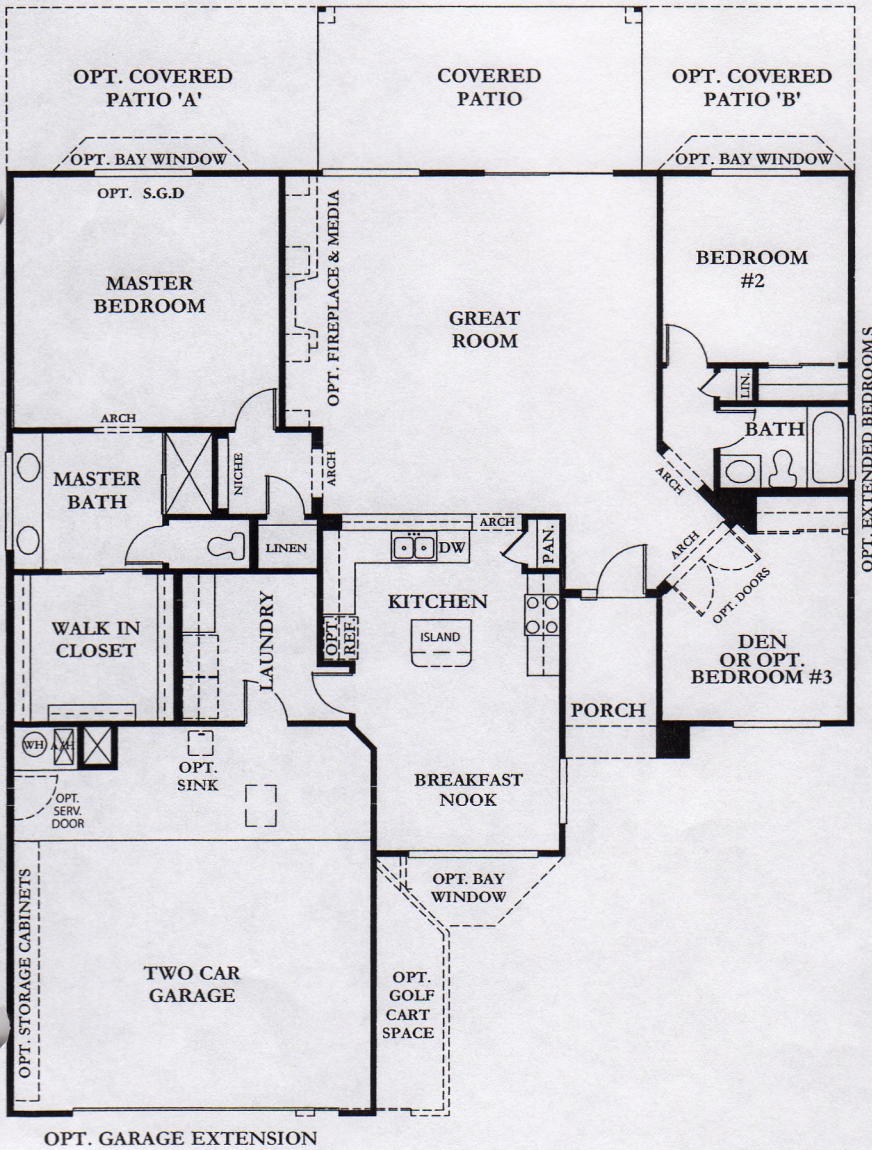 OPT. COVERED
PATIO 'A'
COVERED
PATIO
OPT. COVERED
PATIO 'B'
OPT. BAY WINDOW
OPT. BAY WINDOW
OPT. S.G.D
MASTER
BEDROOM
OPT. FIREPLACE & MEDIA
GREAT
ROOM
BEDROOM
#2
OPT. EXTENDED BEDROOMS
LIN.
ARCH
BATH
MASTER
BATH
NICHE
ARCH
ARCH
LINEN
ARCH
DW
PAN.
ARCH
OPT. DOORS
KITCHEN
ISLAND
OPT.
REF.
WALK IN
CLOSET
LAUNDRY
DEN
OR OPT.
BEDROOM #3
PORCH
WH
A/H
OPT.
SINK
OPT.
SERV.
DOOR
BREAKFAST
NOOK
OPT. BAY
WINDOW
OPT. STORAGE CABINETS
TWO CAR
GARAGE
OPT.
GOLF
CART
SPACE
OPT. GARAGE EXTENSION